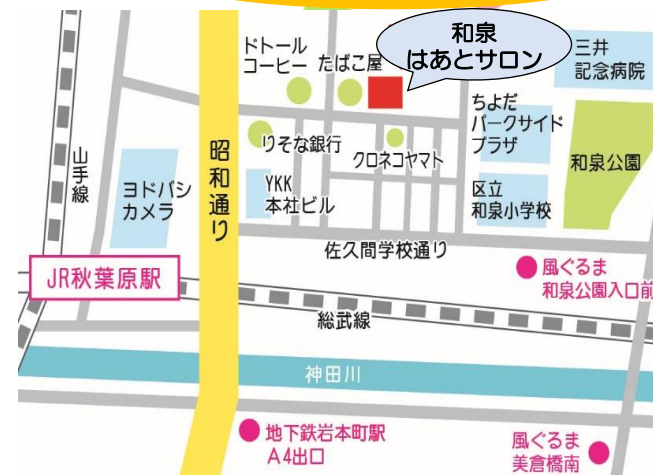 和泉
はあとサロン
ドトール
コーヒー
たばこ屋
三井
記念病院
ちよだ
パークサイド
プラザ
和泉公園
りそな銀行
クロネコヤマト
昭和通り
山手線
ヨドバシ
カメラ
YKK
本社ビル
区立
和泉小学校
佐久間学校通り
JR秋葉原駅
風ぐるま
和泉公園入口前
総武線
神田川
地下鉄岩本町駅
A4出口
風ぐるま
美倉橋南